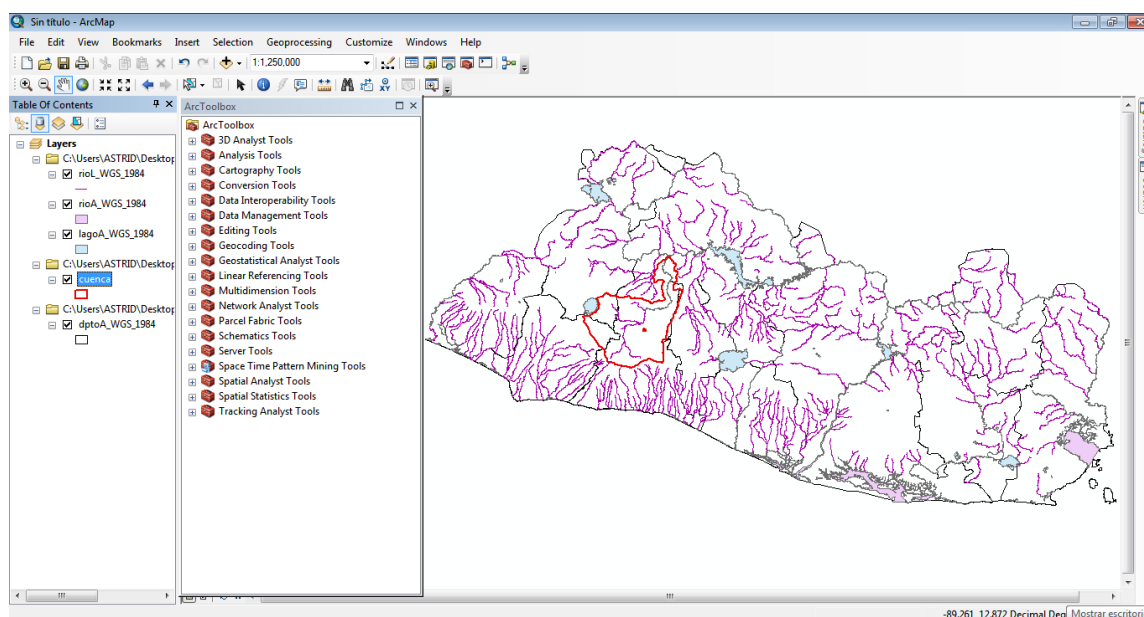 Sin título - ArcMap
File Edit View Bookmarks Insert Selection Geoprocessing Customize Windows Help
1:1,250,000
Table Of Contents
ArcToolbox
ArcToolbox
Layers
3D Analyst Tools
C:\Users\ASTRID\Desktop
Analysis Tools
rioL_WGS_1984
Cartography Tools
Conversion Tools
rioA_WGS_1984
Data Interoperability Tools
Data Management Tools
lagoA_WGS_1984
Editing Tools
Geocoding Tools
C:\Users\ASTRID\Desktop
Geostatistical Analyst Tools
cuenca
Linear Referencing Tools
Multidimension Tools
C:\Users\ASTRID\Desktop
Network Analyst Tools
dptoA_WGS_1984
Parcel Fabric Tools
Schematics Tools
Server Tools
Space Time Pattern Mining Tools
Spatial Analyst Tools
Spatial Statistics Tools
Tracking Analyst Tools
-89.261 12.872 Decimal Deg
Mostrar escritorio